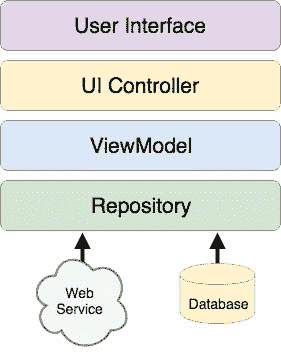 User Interface
UI Controller
ViewModel
Repository
Web
Service
Database